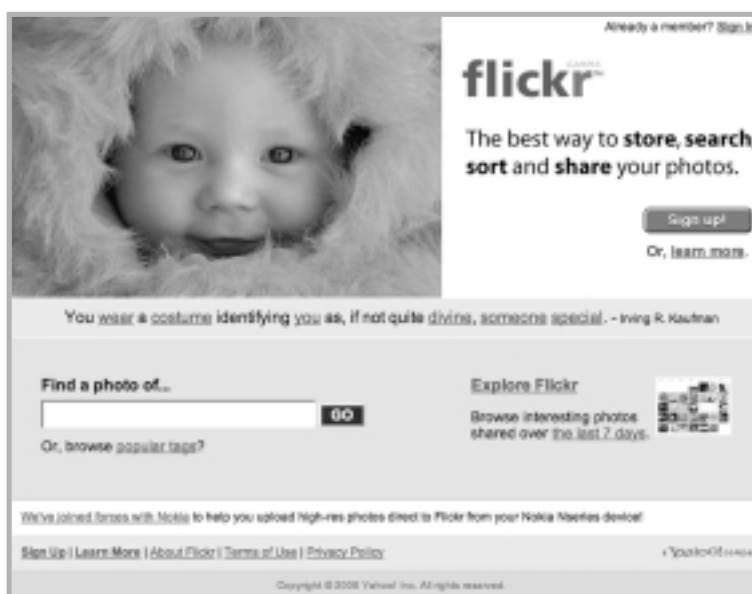 Already a member? Sign In
flickr GAMMA
The best way to store, search,
sort and share your photos.
Sign up!
Or, learn more.
You wear a costume identifying you as, if not quite divine, someone special. - Irving R. Kaufman
Find a photo of...
GO
Or, browse popular tags?
Explore Flickr
Browse interesting photos
shared over the last 7 days.
We've joined forces with Nokia to help you upload high-res photos direct to Flickr from your Nokia Nseries device!
Sign Up | Learn More | About Flickr | Terms of Use | Privacy Policy
Copyright © 2006 Yahoo! Inc. All rights reserved.